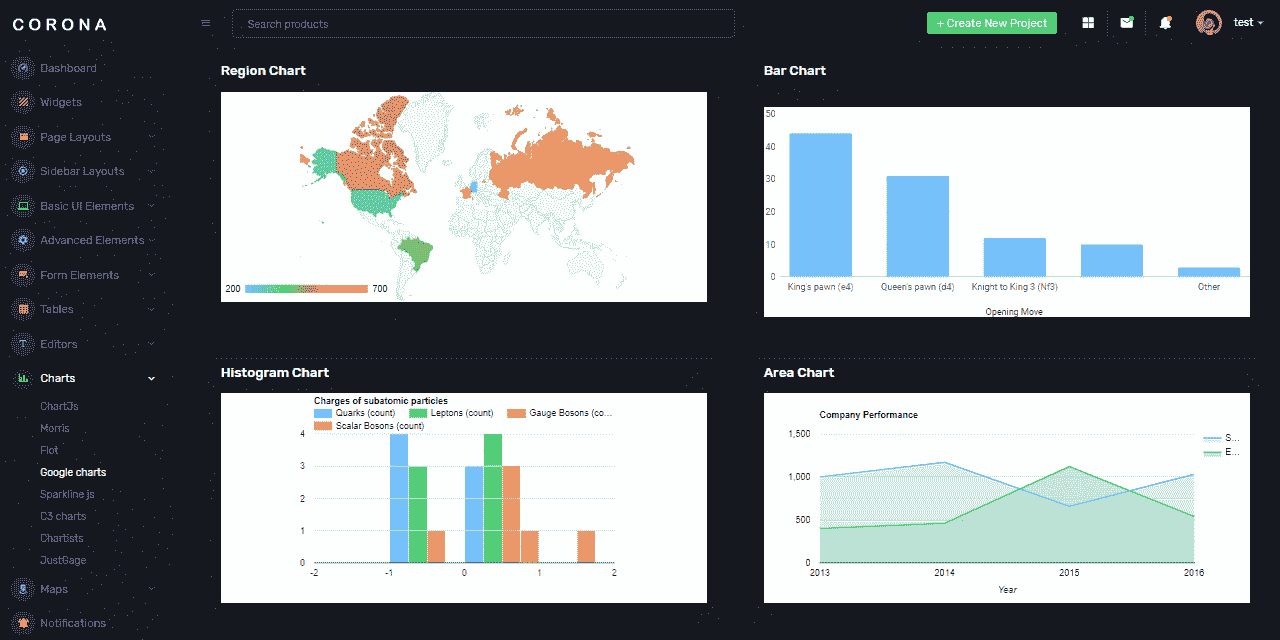 CORONA
Search products
+ Create New Project
test
Dashboard
Widgets
Page Layouts
Sidebar Layouts
Basic UI Elements
Advanced Elements
Form Elements
Tables
Editors
Charts
ChartJs
Morris
Flot
Google charts
Sparkline js
C3 charts
Chartists
JustGage
Maps
Notifications
Region Chart
200
700
Bar Chart
50
40
30
20
10
0
King's pawn (e4)
Queen's pawn (d4)
Knight to King 3 (Nf3)
Other
Opening Move
Histogram Chart
Charges of subatomic particles
Quarks (count)
Leptons (count)
Gauge Bosons (co...
Scalar Bosons (count)
4
3
2
1
0
-2
-1
0
1
2
Area Chart
Company Performance
1,500
1,000
500
0
2013
2014
2015
2016
Year
S...
E...